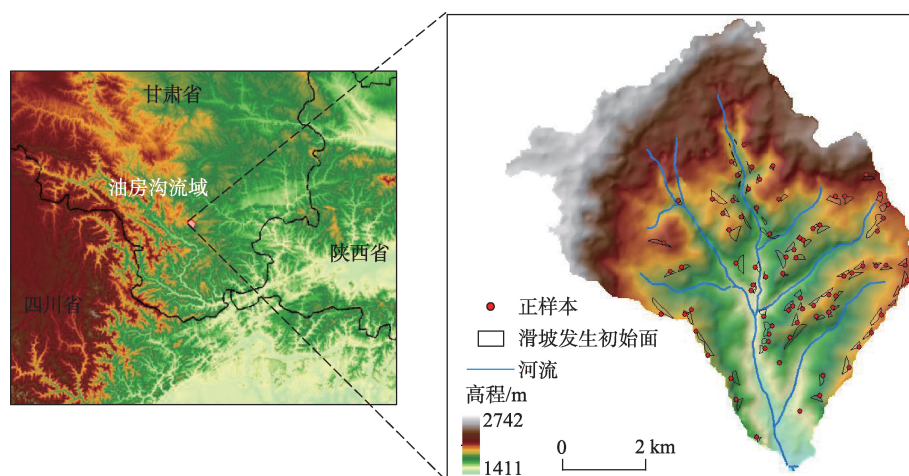 甘肃省
油房沟流域
陕西省
四川省
正样本
滑坡发生初始面
河流
高程/m
2742
1411
0 2 km